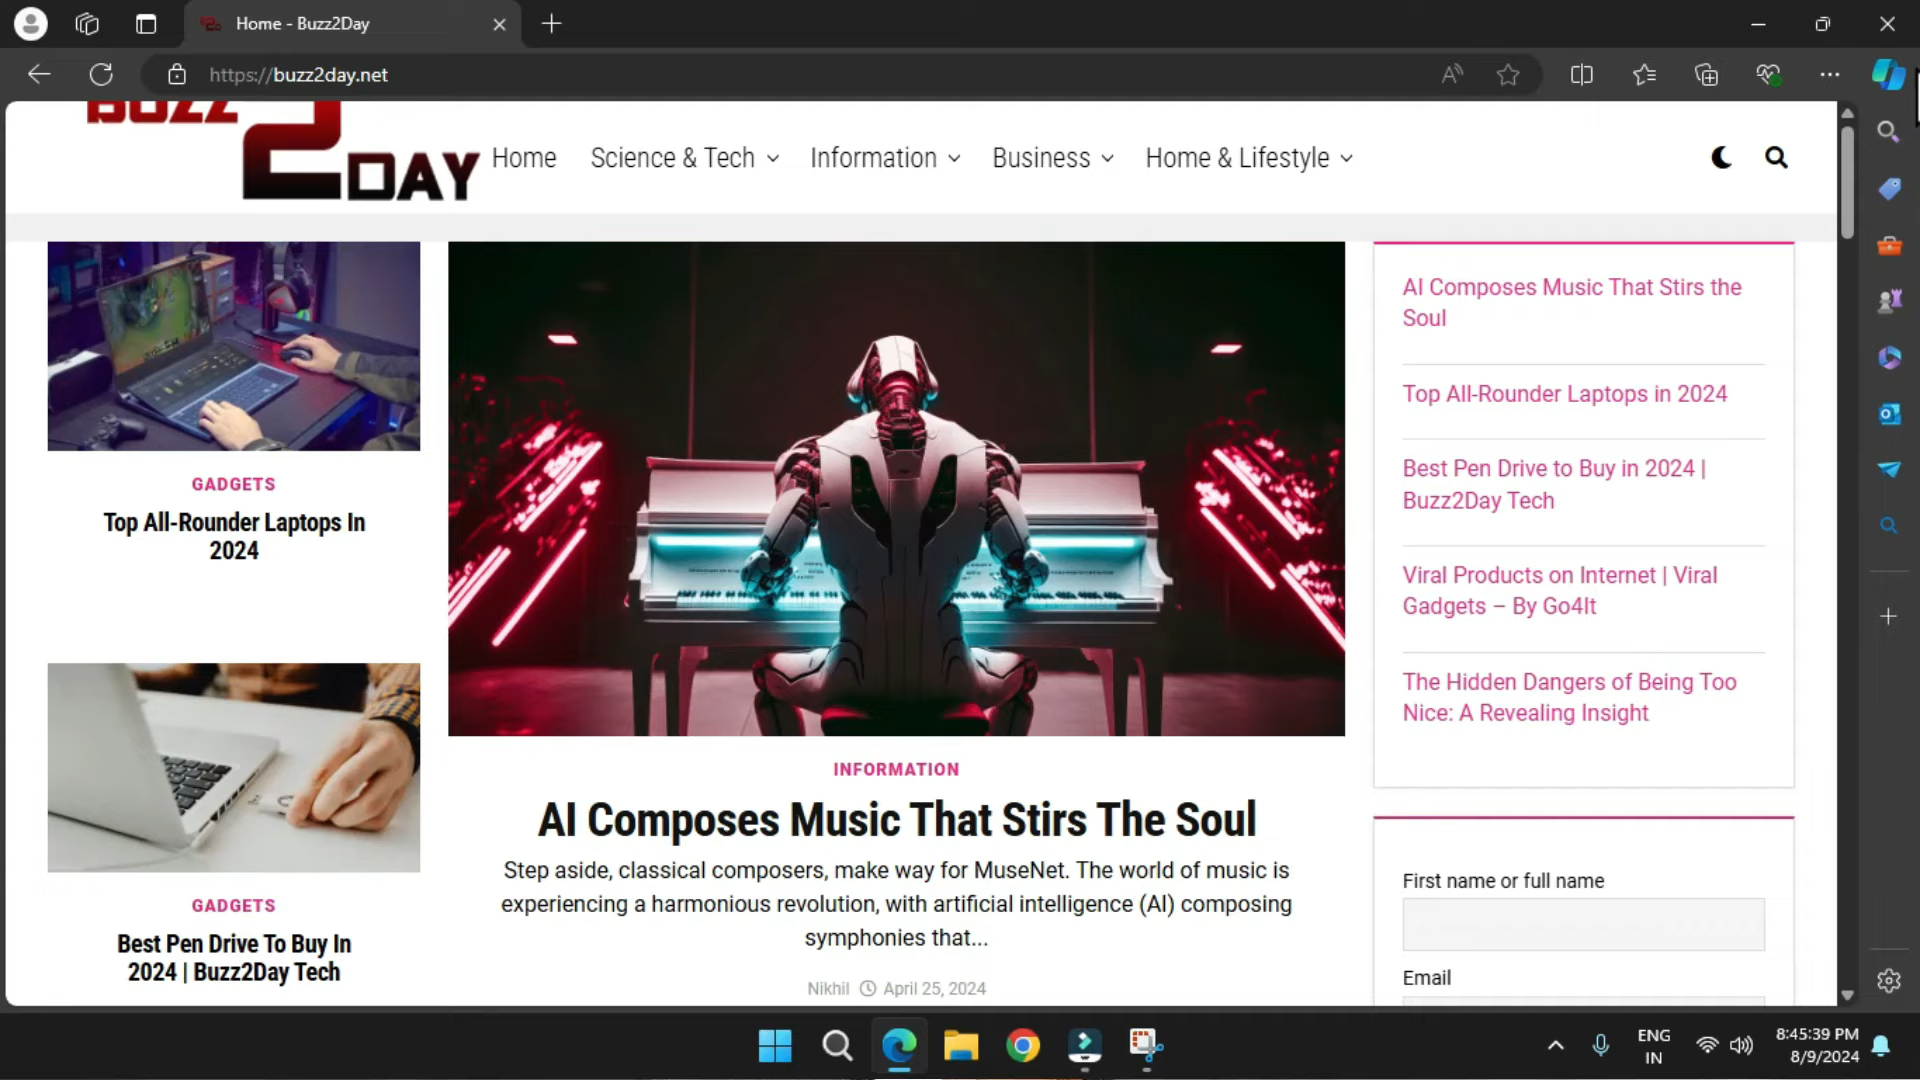 Home - Buzz2Day
https://buzz2day.net
BUZZ
2
DAY
Home
Science & Tech
Information
Business
Home & Lifestyle
GADGETS
Top All-Rounder Laptops In
2024
GADGETS
Best Pen Drive To Buy In
2024 | Buzz2Day Tech
INFORMATION
AI Composes Music That Stirs The Soul
Step aside, classical composers, make way for MuseNet. The world of music is
experiencing a harmonious revolution, with artificial intelligence (AI) composing
symphonies that...
Nikhil April 25, 2024
AI Composes Music That Stirs the
Soul
Top All-Rounder Laptops in 2024
Best Pen Drive to Buy in 2024 |
Buzz2Day Tech
Viral Products on Internet | Viral
Gadgets – By Go4It
The Hidden Dangers of Being Too
Nice: A Revealing Insight
First name or full name
Email
ENG
IN
8:45:39 PM
8/9/2024